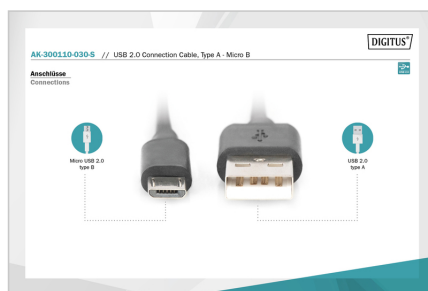 DIGITUS®
AK-300110-030-S // USB 2.0 Connection Cable, Type A - Micro B
Anschlüsse
Connections
Micro USB 2.0
type B
USB 2.0
type A